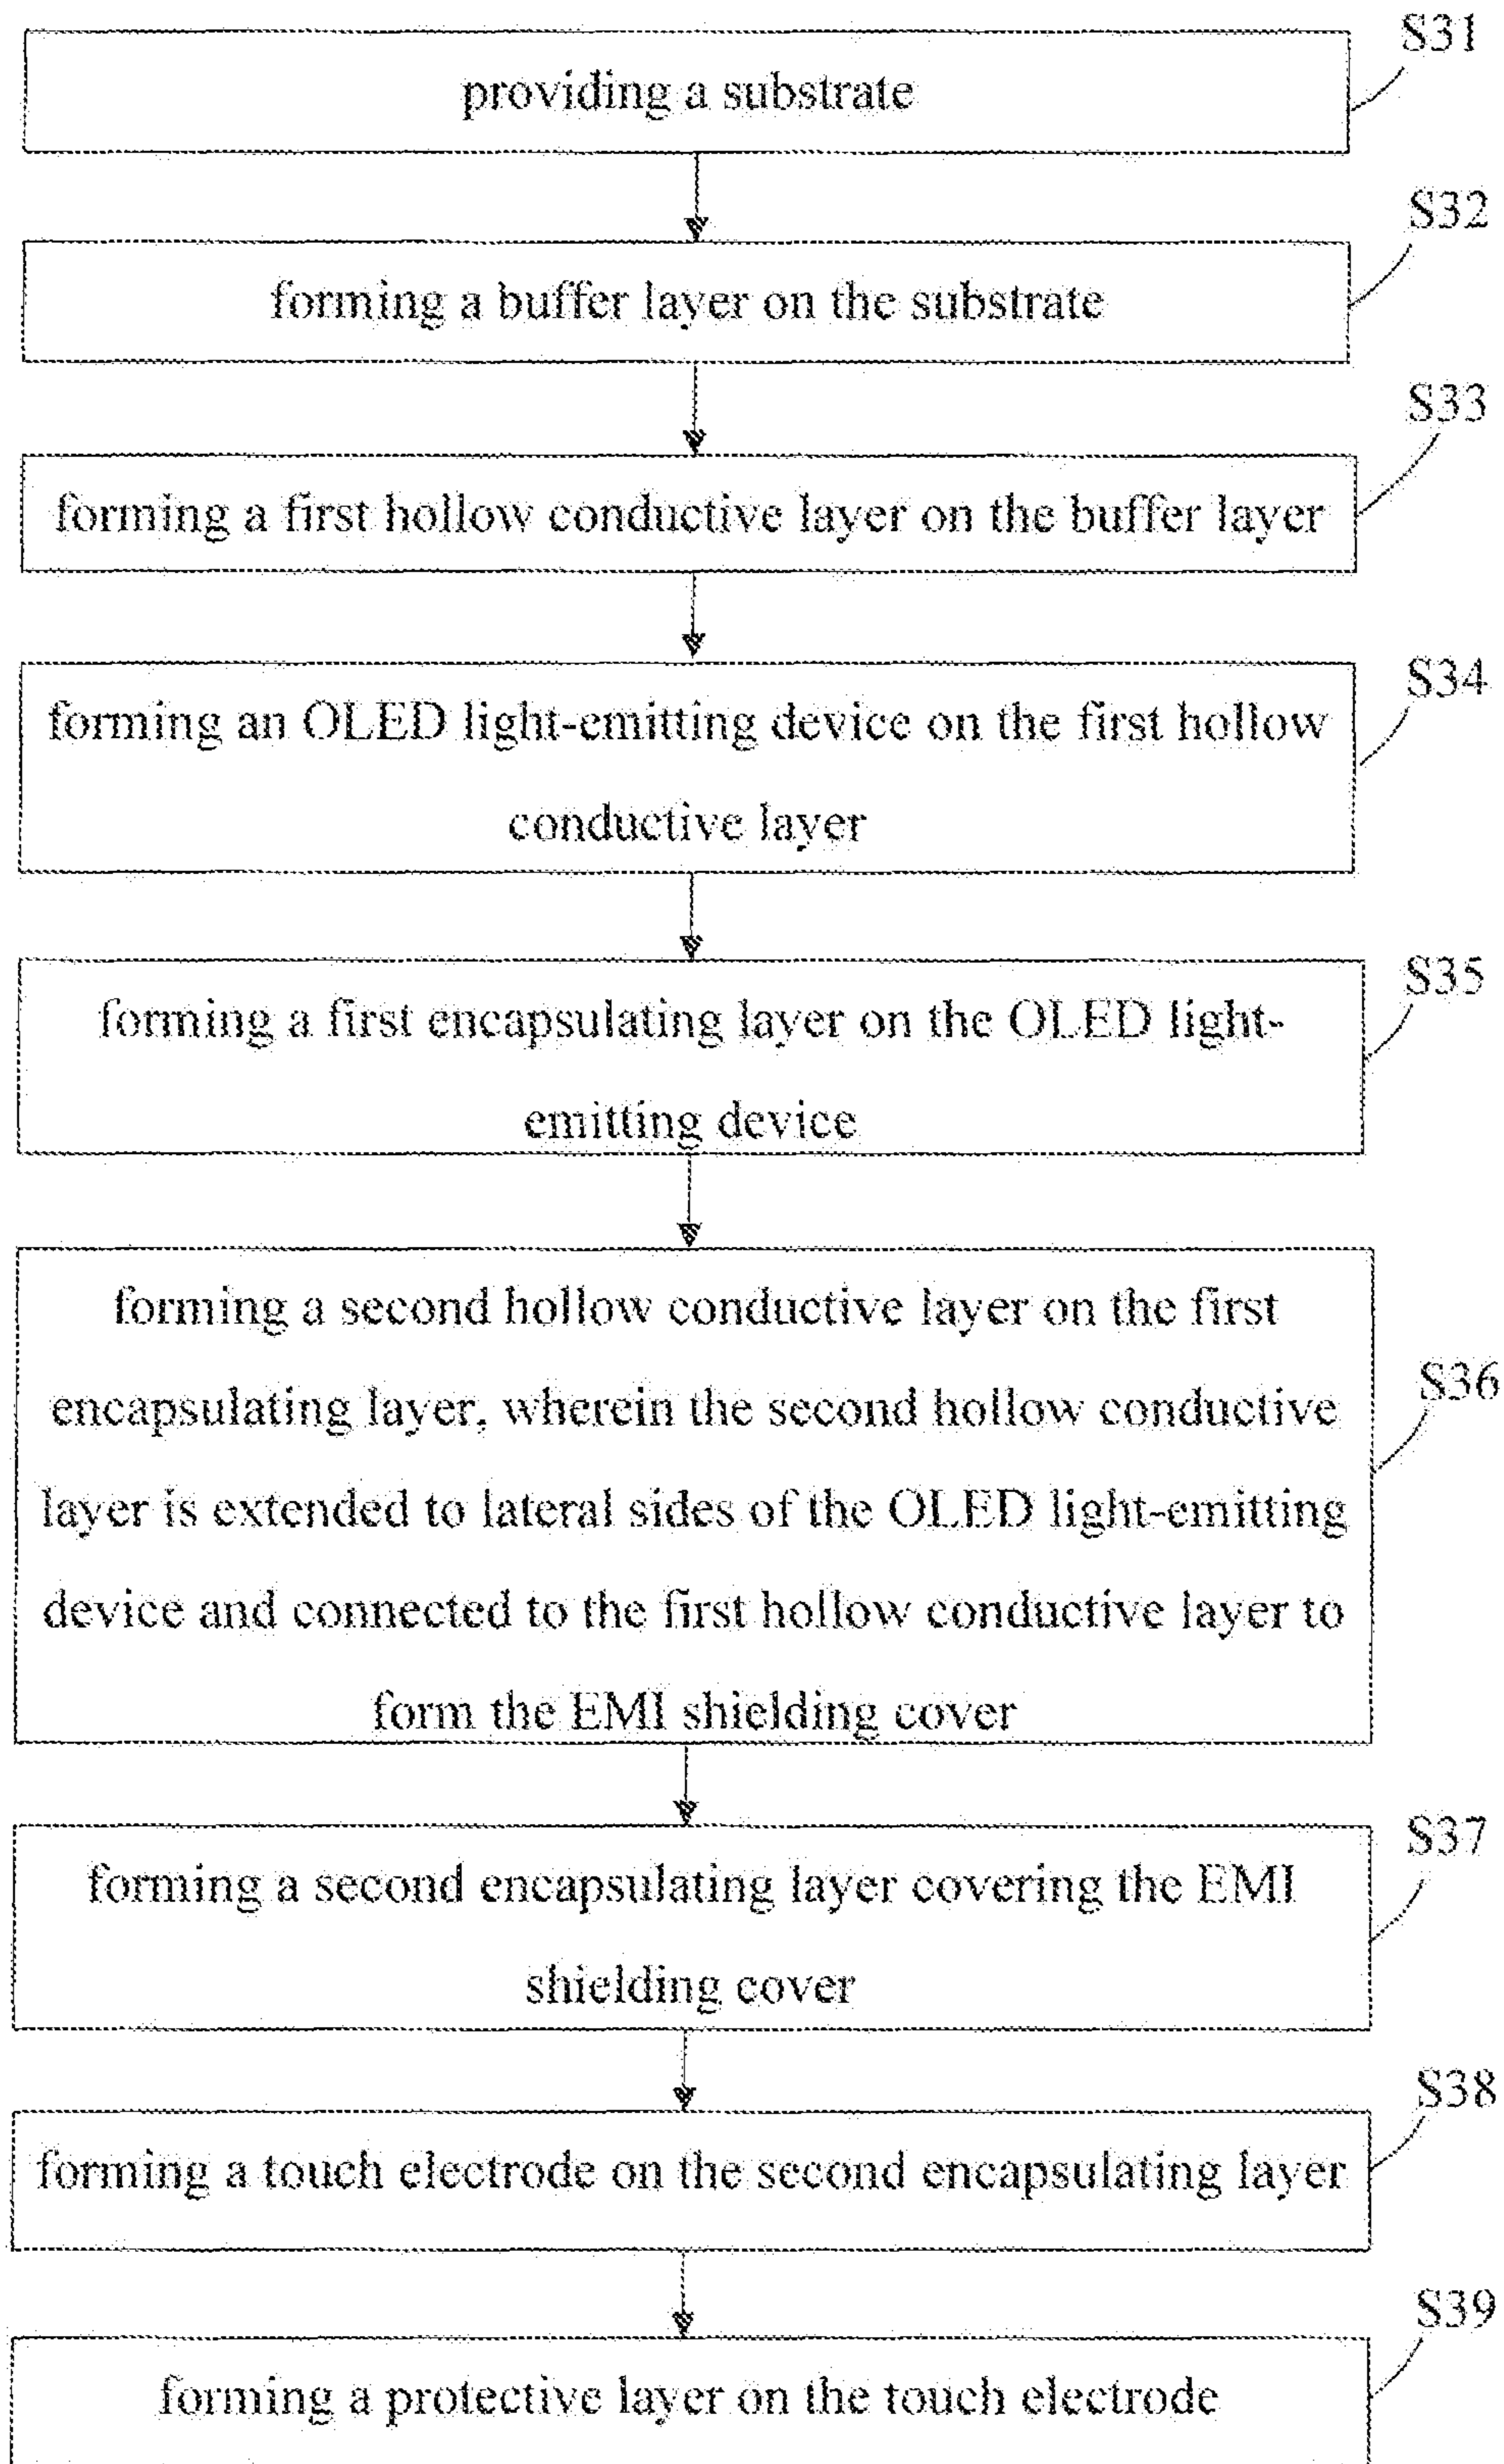 S31
providing a substrate
S32
forming a buffer layer on the substrate
S33
forming a first hollow conductive layer on the buffer layer
S34
forming an OLED light-emitting device on the first hollow
conductive layer
S35
forming a first encapsulating layer on the OLED light-
emitting device
forming a second hollow conductive layer on the first
S36
encapsulating layer, wherein the second hollow conductive
layer is extended to lateral sides of the OLED light-emitting
device and connected to the first hollow conductive layer to
form the EMI shielding cover
S37
forming a second encapsulating layer covering the EMI
shielding cover
S38
forming a touch electrode on the second encapsulating layer
S39
forming a protective layer on the touch electrode